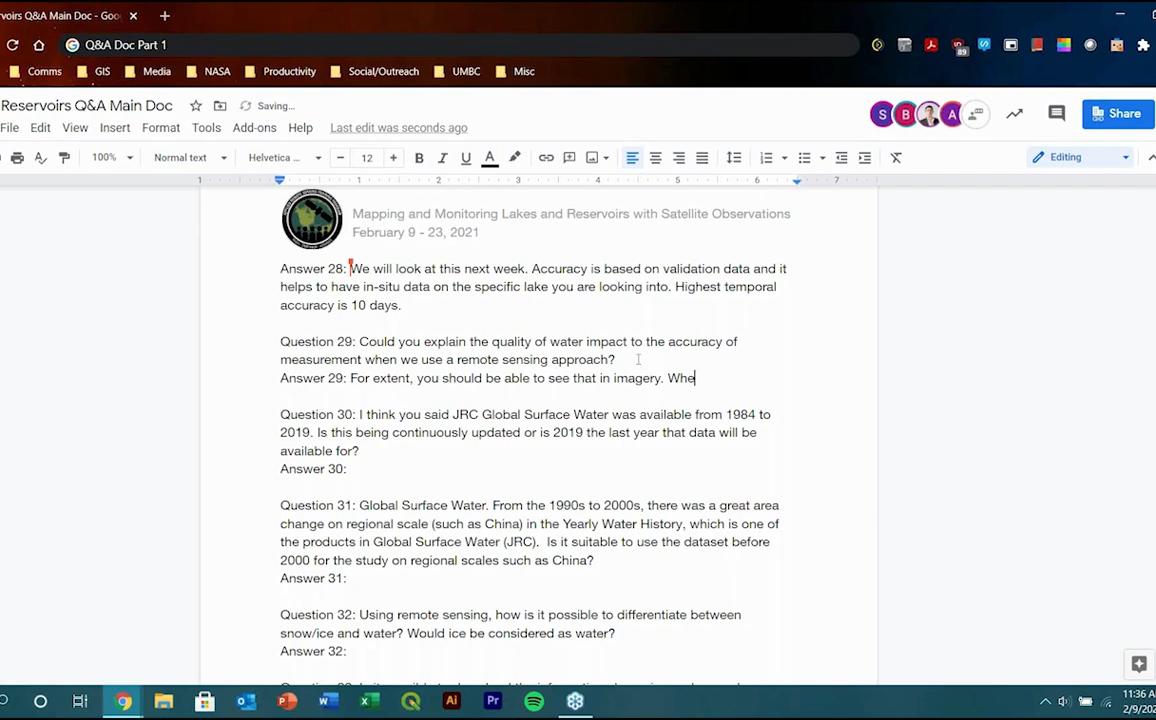 rvoirs Q&A Main Doc - Goo
Q&A Doc Part 1
89
Comms GIS Media NASA Productivity Social/Outreach UMBC Misc
Reservoirs Q&A Main Doc Saving...
S B A Share
File Edit View Insert Format Tools Add-ons Help Last edit was seconds ago
100% Normal text Helvetica ... 12 B I U A Editing
1 1 2 3 4 5 6 7
Mapping and Monitoring Lakes and Reservoirs with Satellite Observations
February 9 - 23, 2021
Answer 28: We will look at this next week. Accuracy is based on validation data and it
helps to have in-situ data on the specific lake you are looking into. Highest temporal
accuracy is 10 days.
Question 29: Could you explain the quality of water impact to the accuracy of
measurement when we use a remote sensing approach?
Answer 29: For extent, you should be able to see that in imagery. Whe
Question 30: I think you said JRC Global Surface Water was available from 1984 to
2019. Is this being continuously updated or is 2019 the last year that data will be
available for?
Answer 30:
Question 31: Global Surface Water. From the 1990s to 2000s, there was a great area
change on regional scale (such as China) in the Yearly Water History, which is one of
the products in Global Surface Water (JRC).  Is it suitable to use the dataset before
2000 for the study on regional scales such as China?
Answer 31:
Question 32: Using remote sensing, how is it possible to differentiate between
snow/ice and water? Would ice be considered as water?
Answer 32:
Ai Pr
11:36 A
2/9/202